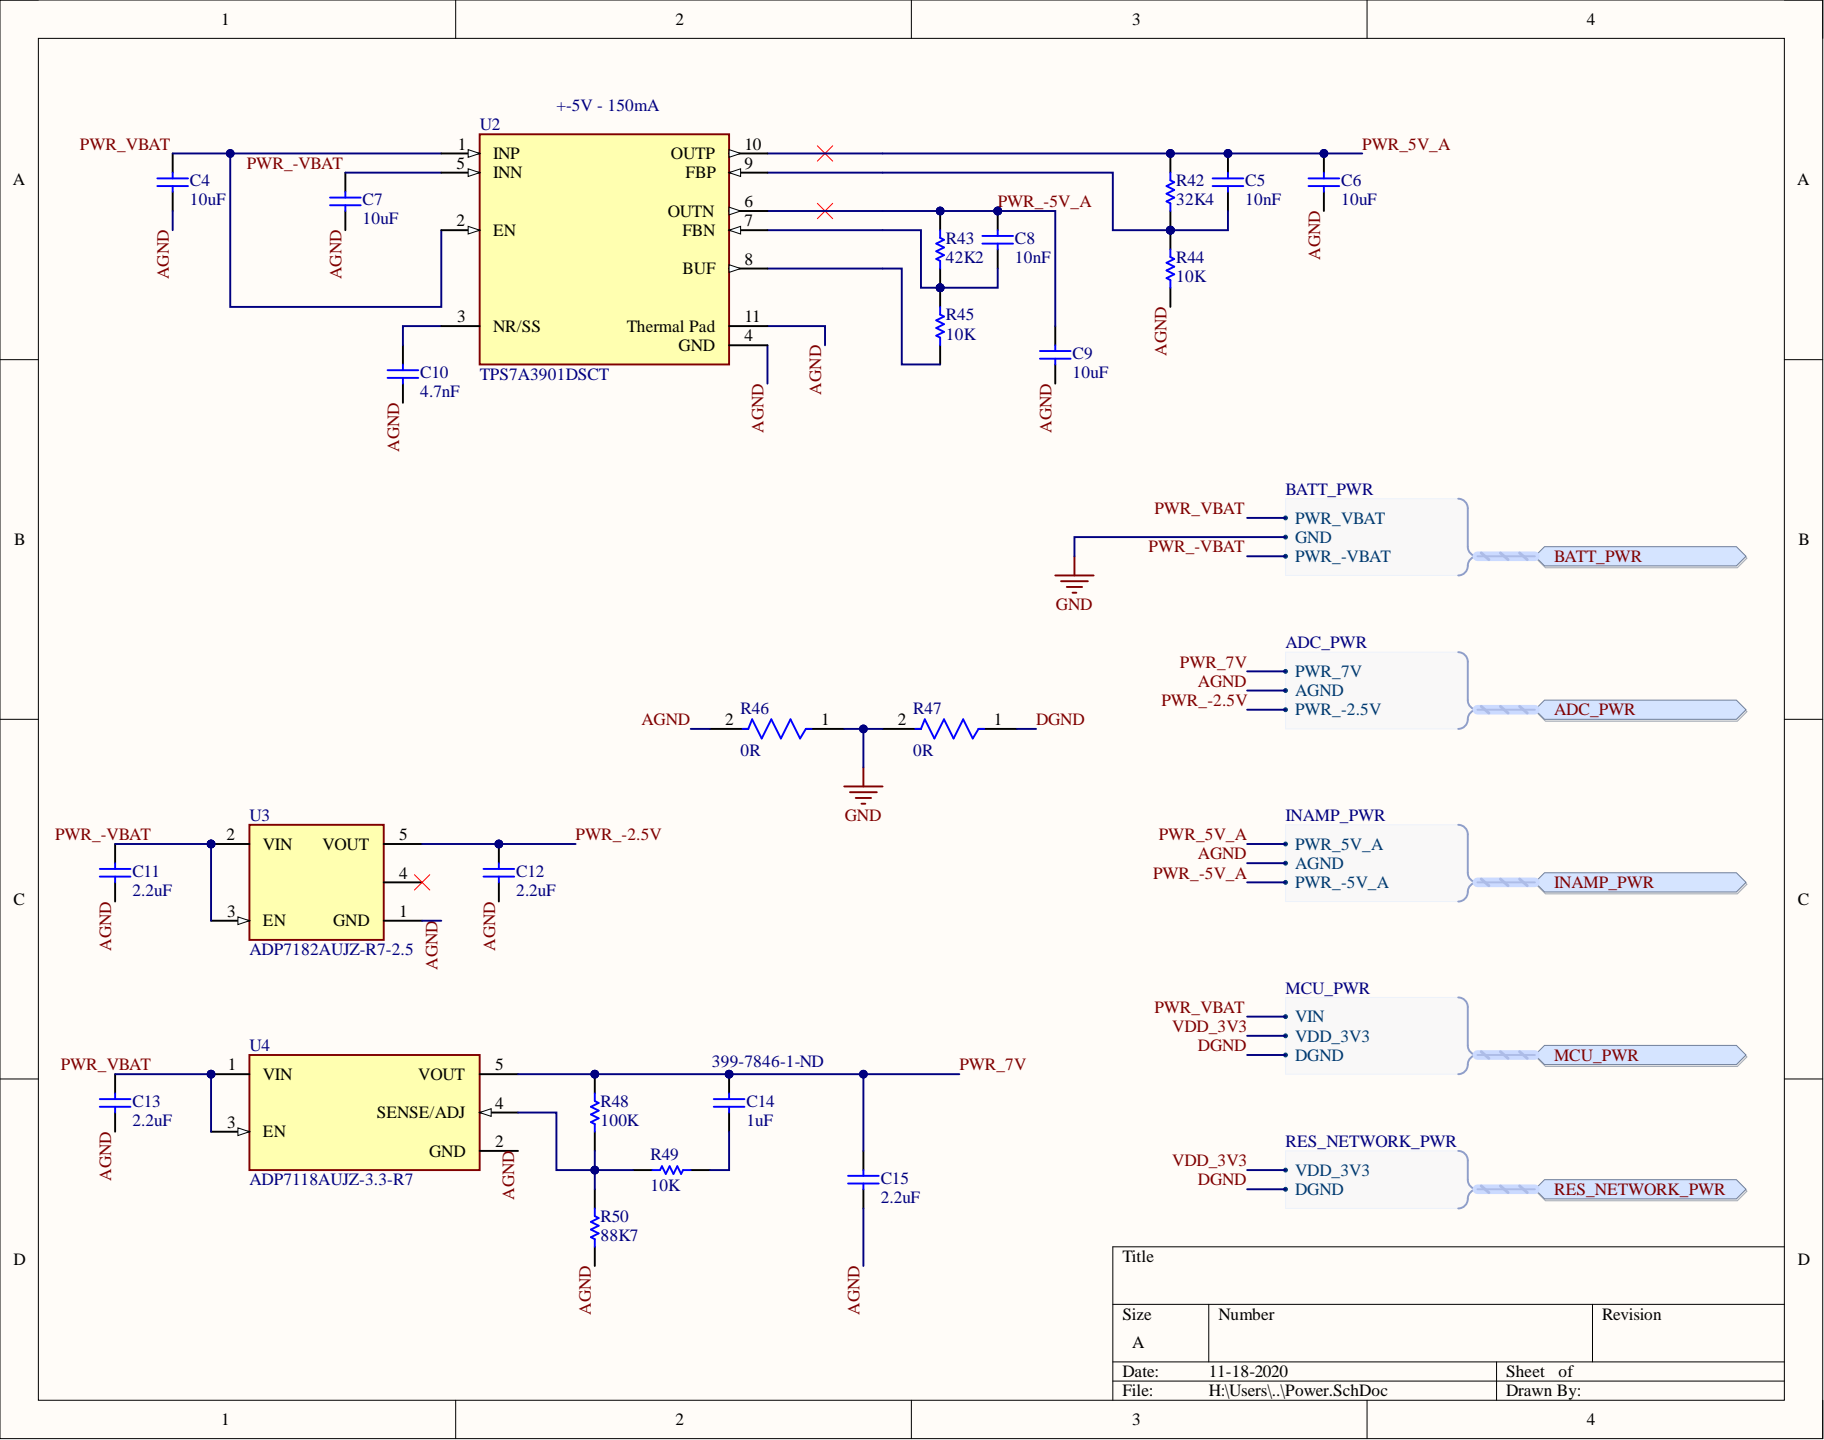 1 2 3 4
+-5V - 150mA
U2
PWR_VBAT
PWR_-VBAT
1 INP
5 INN
2 EN
3 NR/SS
OUTP 10
FBP 9
OUTN 6
FBN 7
BUF 8
Thermal Pad 11
GND 4
TPS7A3901DSCT
PWR_5V_A
PWR_-5V_A
A
A
C4
10uF
AGND
C7
10uF
AGND
C10
4.7nF
AGND
AGND
AGND
R43
42K2
C8
10nF
R45
10K
C9
10uF
AGND
R42
32K4
C5
10nF
C6
10uF
AGND
R44
10K
AGND
B
B
BATT_PWR
PWR_VBAT PWR_VBAT
GND
PWR_-VBAT PWR_-VBAT
BATT_PWR
GND
ADC_PWR
PWR_7V PWR_7V
AGND AGND
PWR_-2.5V PWR_-2.5V
ADC_PWR
AGND 2 R46 1 2 R47 1 DGND
0R 0R
GND
C
C
U3
PWR_-VBAT 2 VIN VOUT 5 PWR_-2.5V
C11
2.2uF
AGND
4
3 EN GND 1
AGND
ADP7182AUJZ-R7-2.5
C12
2.2uF
AGND
INAMP_PWR
PWR_5V_A PWR_5V_A
AGND AGND
PWR_-5V_A PWR_-5V_A
INAMP_PWR
MCU_PWR
PWR_VBAT VIN
VDD_3V3 VDD_3V3
DGND DGND
MCU_PWR
U4
PWR_VBAT 1 VIN VOUT 5 399-7846-1-ND PWR_7V
C13
2.2uF
AGND
3 EN
SENSE/ADJ 4
GND 2
AGND
ADP7118AUJZ-3.3-R7
R48
100K
C14
1uF
R49
10K
R50
88K7
AGND
C15
2.2uF
AGND
RES_NETWORK_PWR
VDD_3V3 VDD_3V3
DGND DGND
RES_NETWORK_PWR
D
D
Title
Size Number Revision
A
Date: 11-18-2020 Sheet of
File: H:\Users\..\Power.SchDoc Drawn By:
1 2 3 4